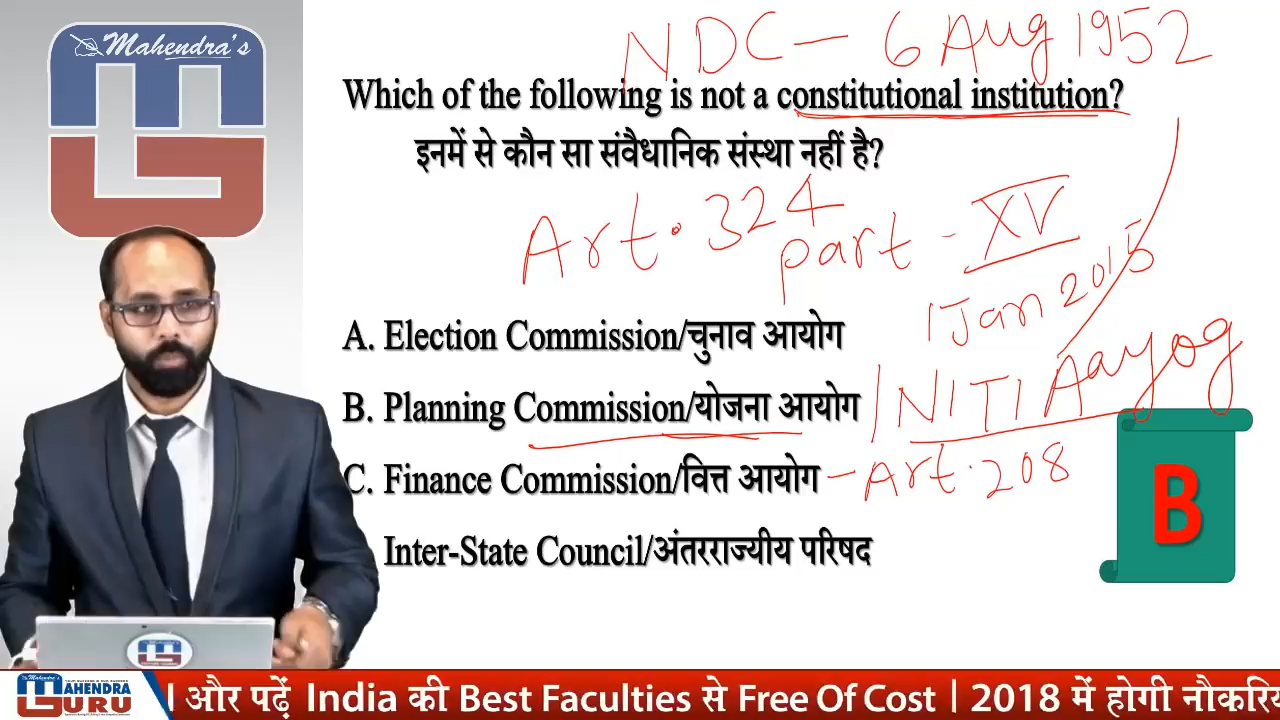 Mahendra's
NDC - 6 Aug 1952
Which of the following is not a constitutional institution?
इनमें से कौन सा संवैधानिक संस्था नहीं है?
Art. 324
part - XV
1 Jan 2015
A. Election Commission/चुनाव आयोग
B. Planning Commission/योजना आयोग
NITI Aayog
C. Finance Commission/वित्त आयोग
- Art. 208
Inter-State Council/अंतरराज्यीय परिषद
B
MAHENDRA
GURU
और पढ़ें India की Best Faculties से Free Of Cost | 2018 में होगी